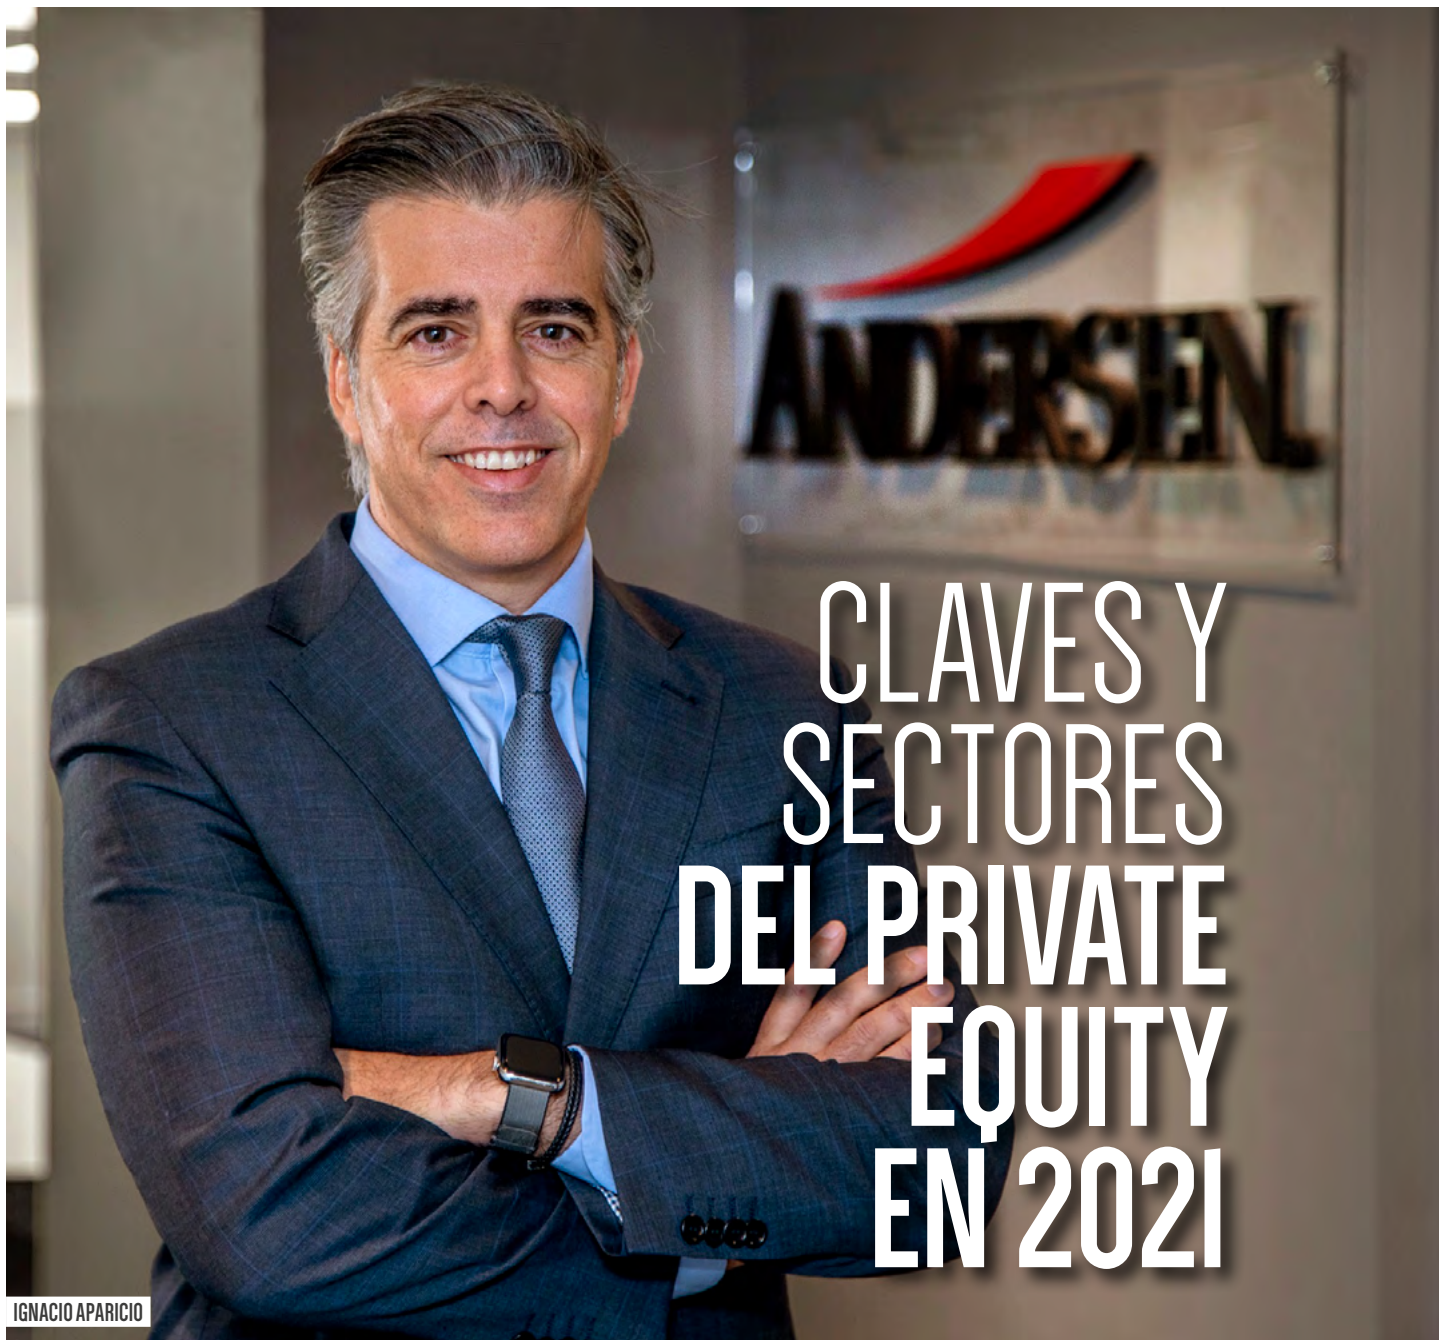 ANDERSEN.
CLAVES Y
SECTORES
DEL PRIVATE
EQUITY
EN 2021
IGNACIO APARICIO